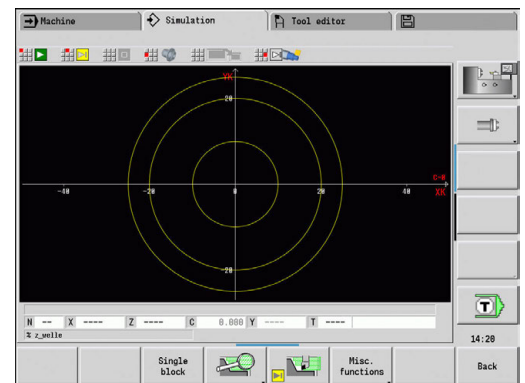 Machine Simulation Tool editor
YK
20
C-0
-40 -20 0 20 40 XK
-20
N -- X ---- Z ---- C 0.000 Y ---- T ----
% z_welle
T
14:20
Single block
Misc. functions
Back